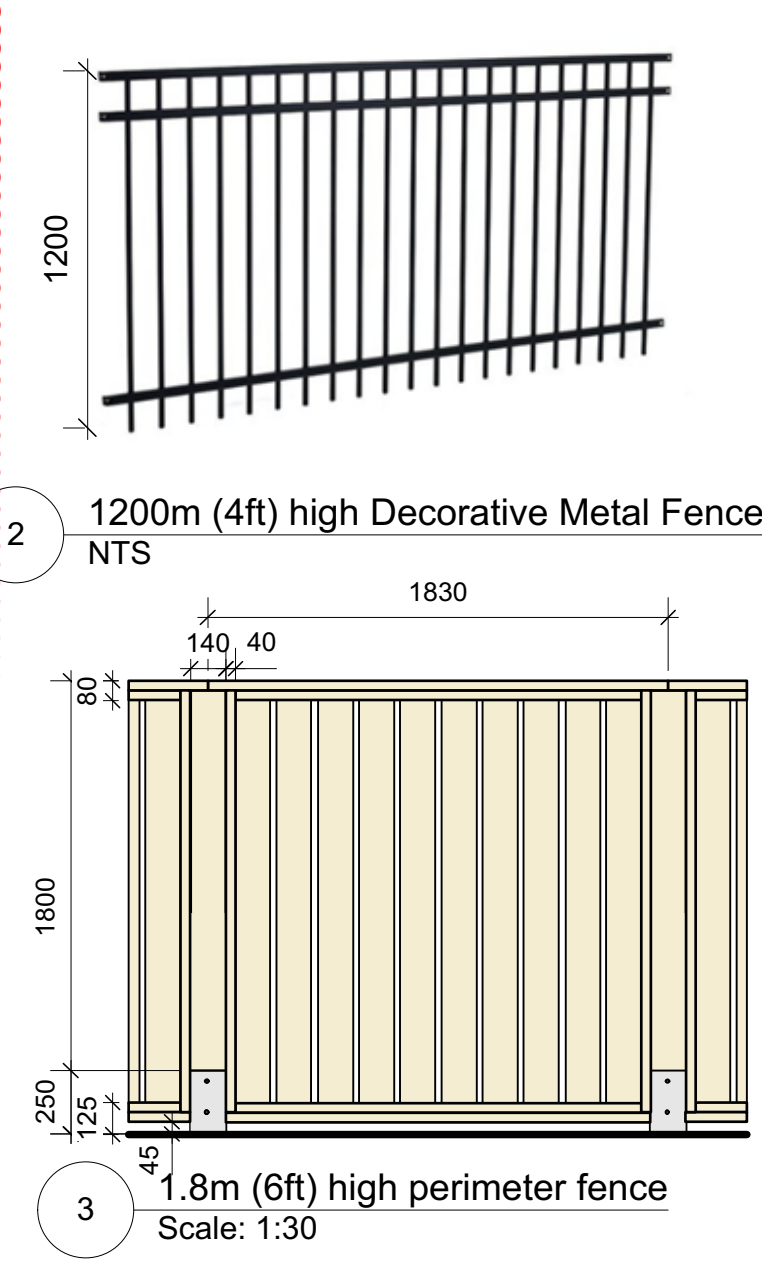 1200
2
1200m (4ft) high Decorative Metal Fence
NTS
1830
140 40
80
1800
250
125
45
3
1.8m (6ft) high perimeter fence
Scale: 1:30